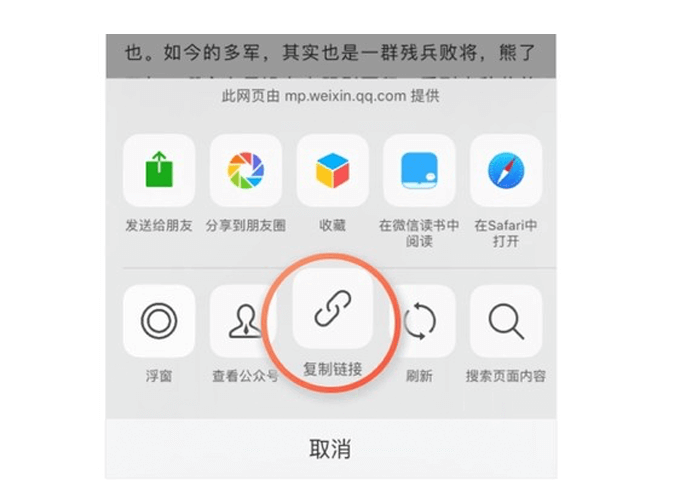 也。如今的多军，其实也是一群残兵败将，熊了
此网页由 mp.weixin.qq.com 提供
发送给朋友
分享到朋友圈
收藏
在微信读书中
阅读
在Safari中
打开
浮窗
查看公众号
复制链接
刷新
搜索页面内容
取消